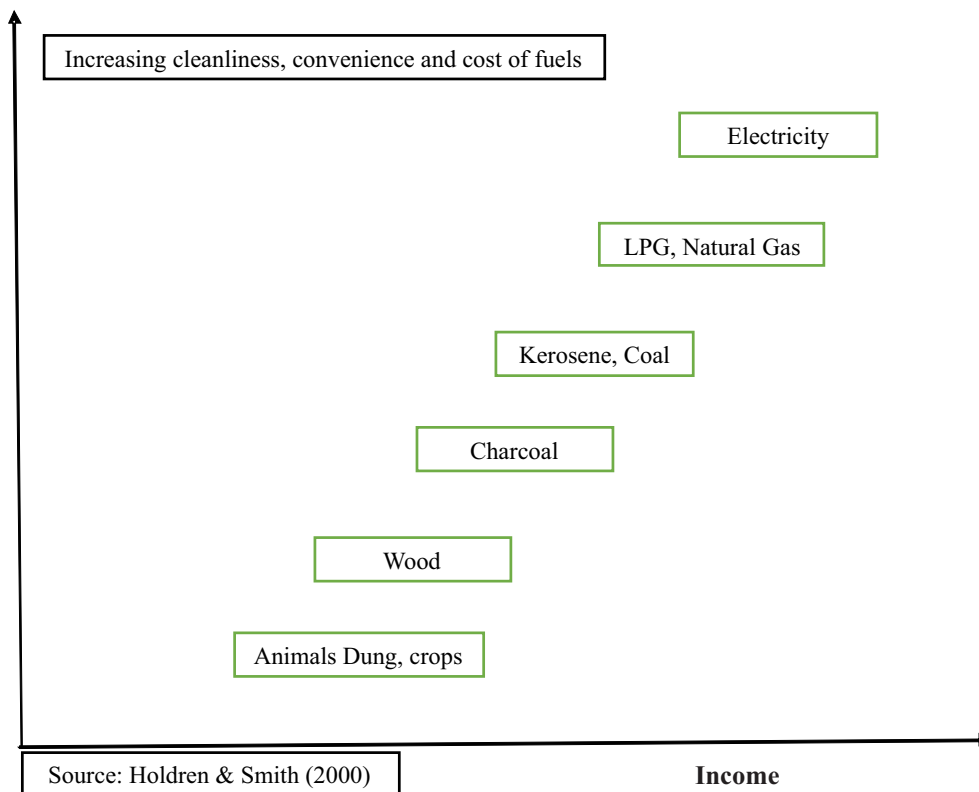 Increasing cleanliness, convenience and cost of fuels
Electricity
LPG, Natural Gas
Kerosene, Coal
Charcoal
Wood
Animals Dung, crops
Source: Holdren & Smith (2000)
Income